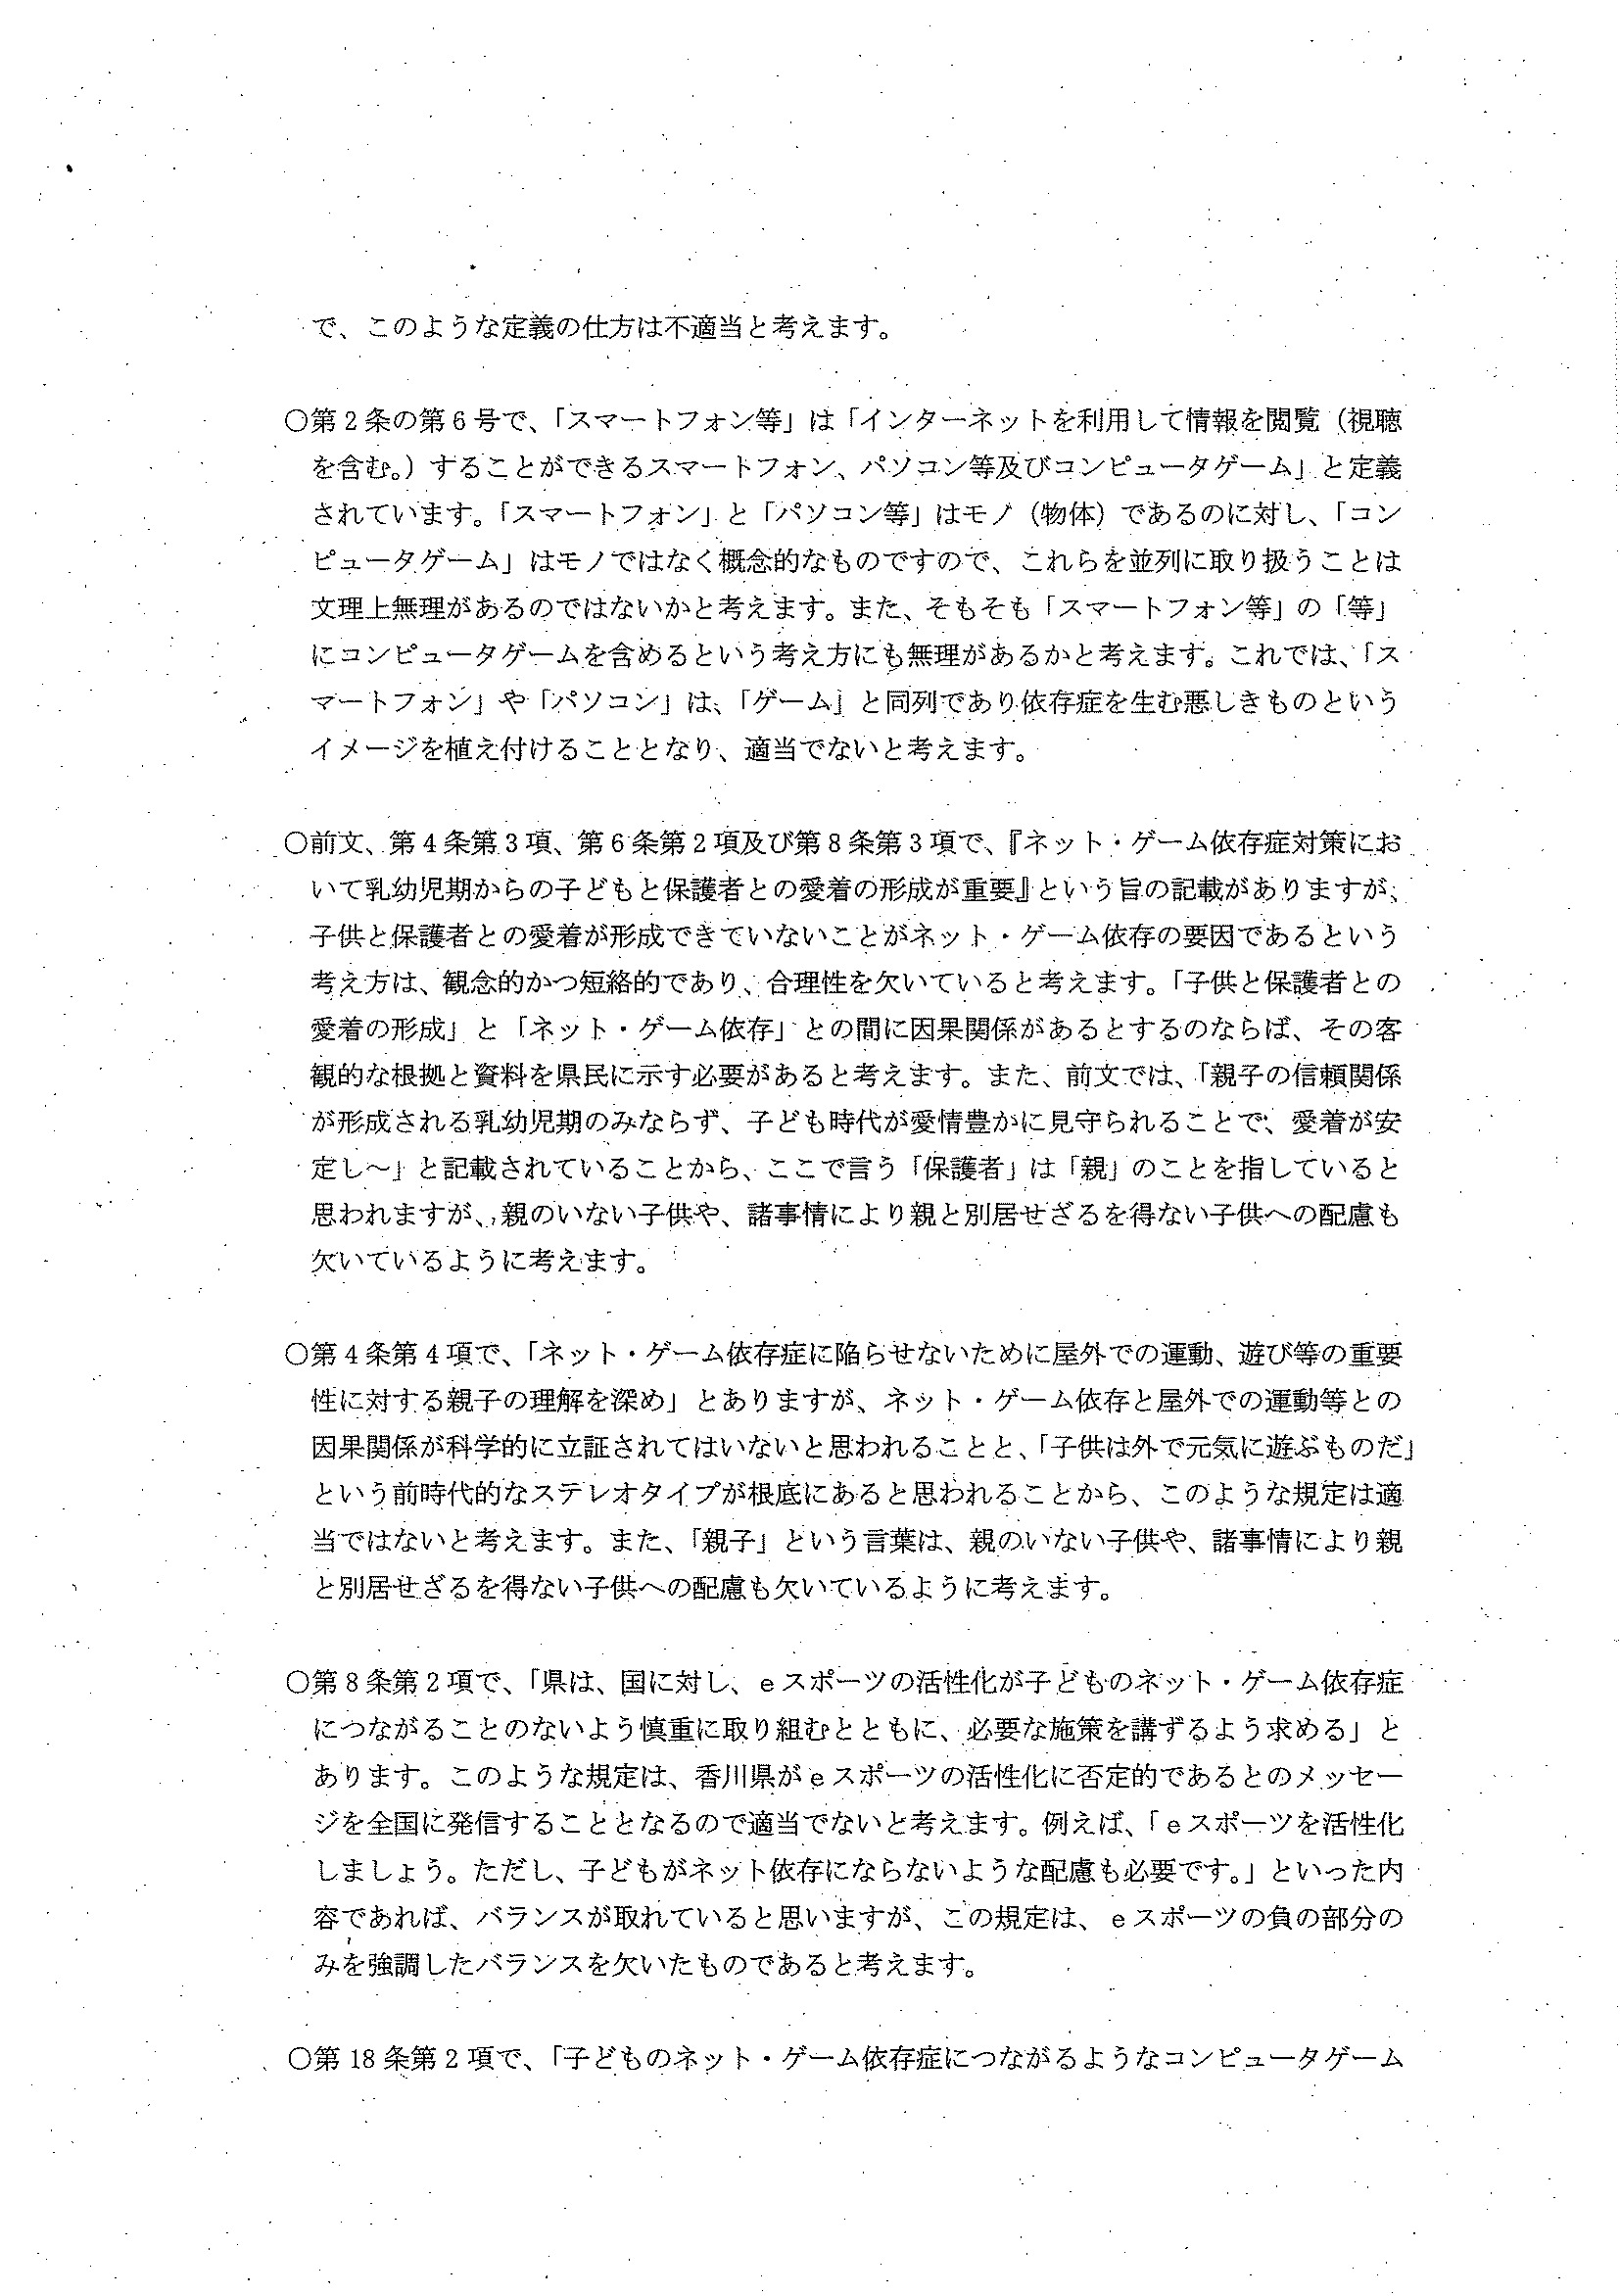 で、このような定義の仕方は不適当と考えます。
○第2条の第6号で、「スマートフォン等」は「インターネットを利用して情報を閲覧（視聴
を含む。）することができるスマートフォン、パソコン等及びコンピュータゲーム」と定義
されています。「スマートフォン」と「パソコン等」はモノ（物体）であるのに対し、「コン
ピュータゲーム」はモノではなく概念的なものですので、これらを並列に取り扱うことは
文理上無理があるのではないかと考えます。また、そもそも「スマートフォン等」の「等」
にコンピュータゲームを含めるという考え方にも無理があるかと考えます。これでは、「ス
マートフォン」や「パソコン」は、「ゲーム」と同列であり依存症を生む悪しきものという
イメージを植え付けることとなり、適当でないと考えます。
○前文、第4条第3項、第6条第2項及び第8条第3項で、『ネット・ゲーム依存症対策にお
いて乳幼児期からの子どもと保護者との愛着の形成が重要』という旨の記載がありますが、
子供と保護者との愛着が形成できていないことがネット・ゲーム依存の要因であるという
考え方は、観念的かつ短絡的であり、合理性を欠いていると考えます。「子供と保護者との
愛着の形成」と「ネット・ゲーム依存」との間に因果関係があるとするのならば、その客
観的な根拠と資料を県民に示す必要があると考えます。また、前文では、「親子の信頼関係
が形成される乳幼児期のみならず、子ども時代が愛情豊かに見守られることで、愛着が安
定し～」と記載されていることから、ここで言う「保護者」は「親」のことを指していると
思われますが、親のいない子供や、諸事情により親と別居せざるを得ない子供への配慮も
欠いているように考えます。
○第4条第4項で、「ネット・ゲーム依存症に陥らせないために屋外での運動、遊び等の重要
性に対する親子の理解を深め」とありますが、ネット・ゲーム依存と屋外での運動等との
因果関係が科学的に立証されてはいないと思われることと、「子供は外で元気に遊ぶものだ」
という前時代的なステレオタイプが根底にあると思われることから、このような規定は適
当ではないと考えます。また、「親子」という言葉は、親のいない子供や、諸事情により親
と別居せざるを得ない子供への配慮も欠いているように考えます。
○第8条第2項で、「県は、国に対し、eスポーツの活性化が子どものネット・ゲーム依存症
につながることのないよう慎重に取り組むとともに、必要な施策を講ずるよう求める」と
あります。このような規定は、香川県がeスポーツの活性化に否定的であるとのメッセー
ジを全国に発信することとなるので適当でないと考えます。例えば、「eスポーツを活性化
しましょう。ただし、子どもがネット依存にならないような配慮も必要です。」といった内
容であれば、バランスが取れていると思いますが、この規定は、eスポーツの負の部分の
みを強調したバランスを欠いたものであると考えます。
○第18条第2項で、「子どものネット・ゲーム依存症につながるようなコンピュータゲーム